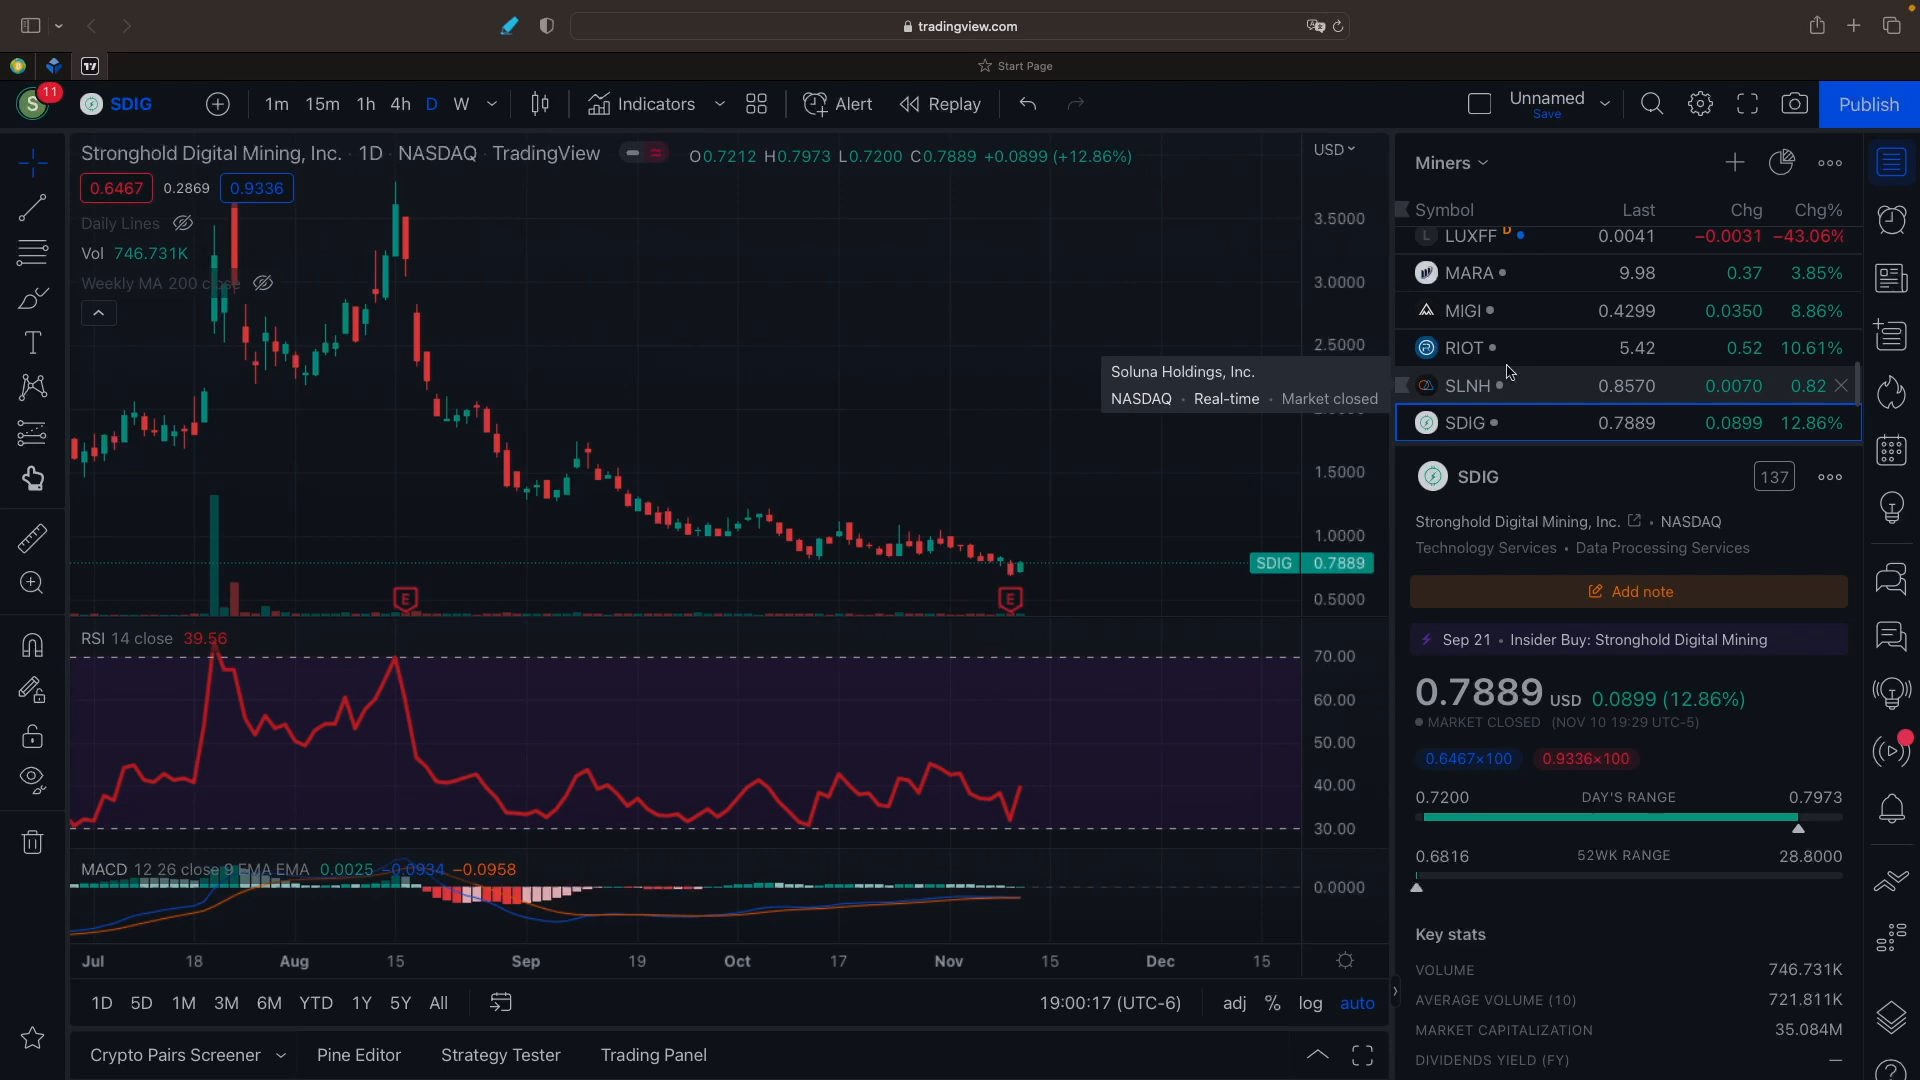 tradingview.com
Start Page
S 11
SDIG
1m 15m 1h 4h D W
Indicators
Alert
Replay
Unnamed
Save
Publish
Stronghold Digital Mining, Inc. · 1D · NASDAQ · TradingView
O0.7212 H0.7973 L0.7200 C0.7889 +0.0899 (+12.86%)
0.6467 0.2869 0.9336
Daily Lines
Vol 746.731K
Weekly MA 200 close
USD
3.5000
3.0000
2.5000
1.5000
1.0000
SDIG 0.7889
0.5000
E
E
RSI 14 close 39.56
70.00
60.00
50.00
40.00
30.00
MACD 12 26 close 9 EMA EMA 0.0025 −0.0934 −0.0958
0.0000
Jul 18 Aug 15 Sep 19 Oct 17 Nov 15 Dec 15
1D 5D 1M 3M 6M YTD 1Y 5Y All
19:00:17 (UTC-6)
adj % log auto
Crypto Pairs Screener
Pine Editor
Strategy Tester
Trading Panel
Soluna Holdings, Inc.
NASDAQ · Real-time · Market closed
Miners
Symbol Last Chg Chg%
L LUXFF D 0.0041 −0.0031 −43.06%
MARA 9.98 0.37 3.85%
MIGI 0.4299 0.0350 8.86%
RIOT 5.42 0.52 10.61%
SLNH 0.8570 0.0070 0.82
SDIG 0.7889 0.0899 12.86%
SDIG
137
Stronghold Digital Mining, Inc. · NASDAQ
Technology Services · Data Processing Services
Add note
Sep 21 · Insider Buy: Stronghold Digital Mining
0.7889 USD 0.0899 (12.86%)
MARKET CLOSED (NOV 10 19:29 UTC-5)
0.6467×100 0.9336×100
0.7200 DAY'S RANGE 0.7973
0.6816 52WK RANGE 28.8000
Key stats
VOLUME 746.731K
AVERAGE VOLUME (10) 721.811K
MARKET CAPITALIZATION 35.084M
DIVIDENDS YIELD (FY) —